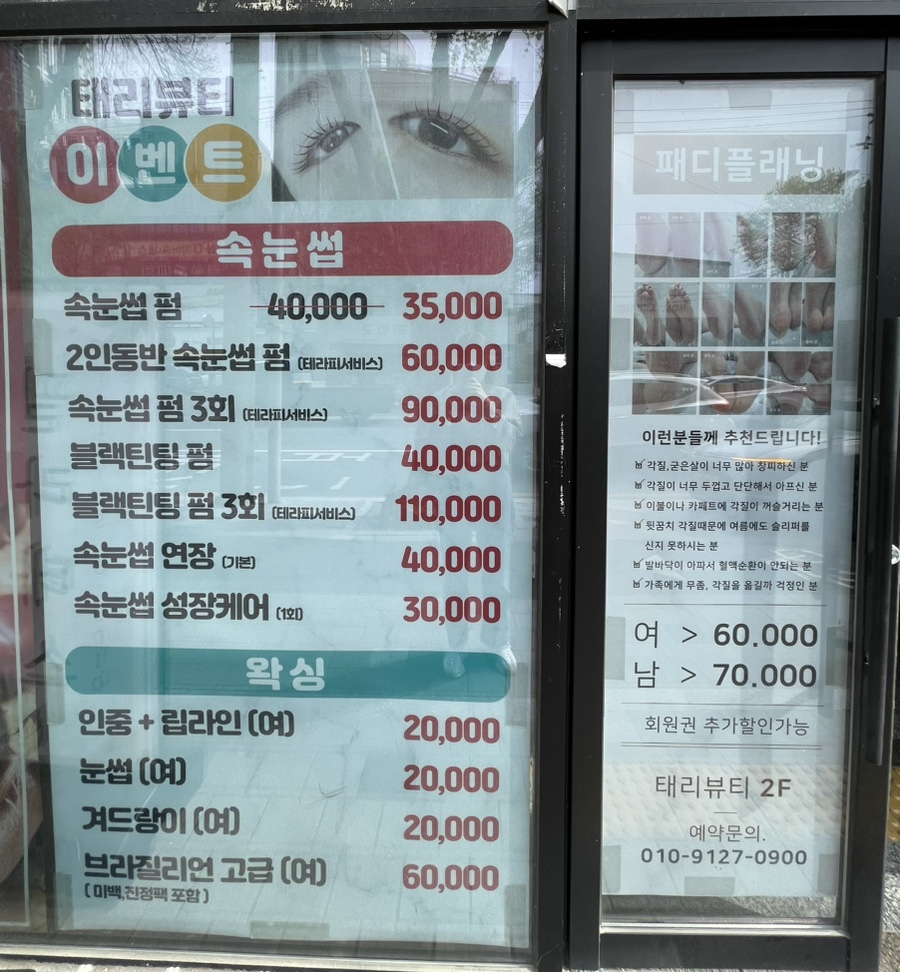 태리뷰티
이벤트
속눈썹
속눈썹 펌 40,000 35,000
2인동반 속눈썹 펌 (테라피서비스) 60,000
속눈썹 펌 3회 (테라피서비스) 90,000
블랙틴팅 펌 40,000
블랙틴팅 펌 3회 (테라피서비스) 110,000
속눈썹 연장 (기본) 40,000
속눈썹 성장케어 (1회) 30,000
왁싱
인중 + 립라인 (여) 20,000
눈썹 (여) 20,000
겨드랑이 (여) 20,000
브라질리언 고급 (여) 60,000
( 미백,진정팩 포함 )
패디플래닝
이런분들께 추천드립니다!
각질,굳은살이 너무 많아 창피하신 분
각질이 너무 두껍고 단단해서 아프신 분
이불이나 카페트에 각질이 꺼슬거리는 분
뒷꿈치 각질때문에 여름에도 슬리퍼를
신지 못하시는 분
발바닥이 아파서 혈액순환이 안되는 분
가족에게 무좀, 각질을 옮길까 걱정인 분
여 > 60.000
남 > 70.000
회원권 추가할인가능
태리뷰티 2F
예약문의.
010-9127-0900